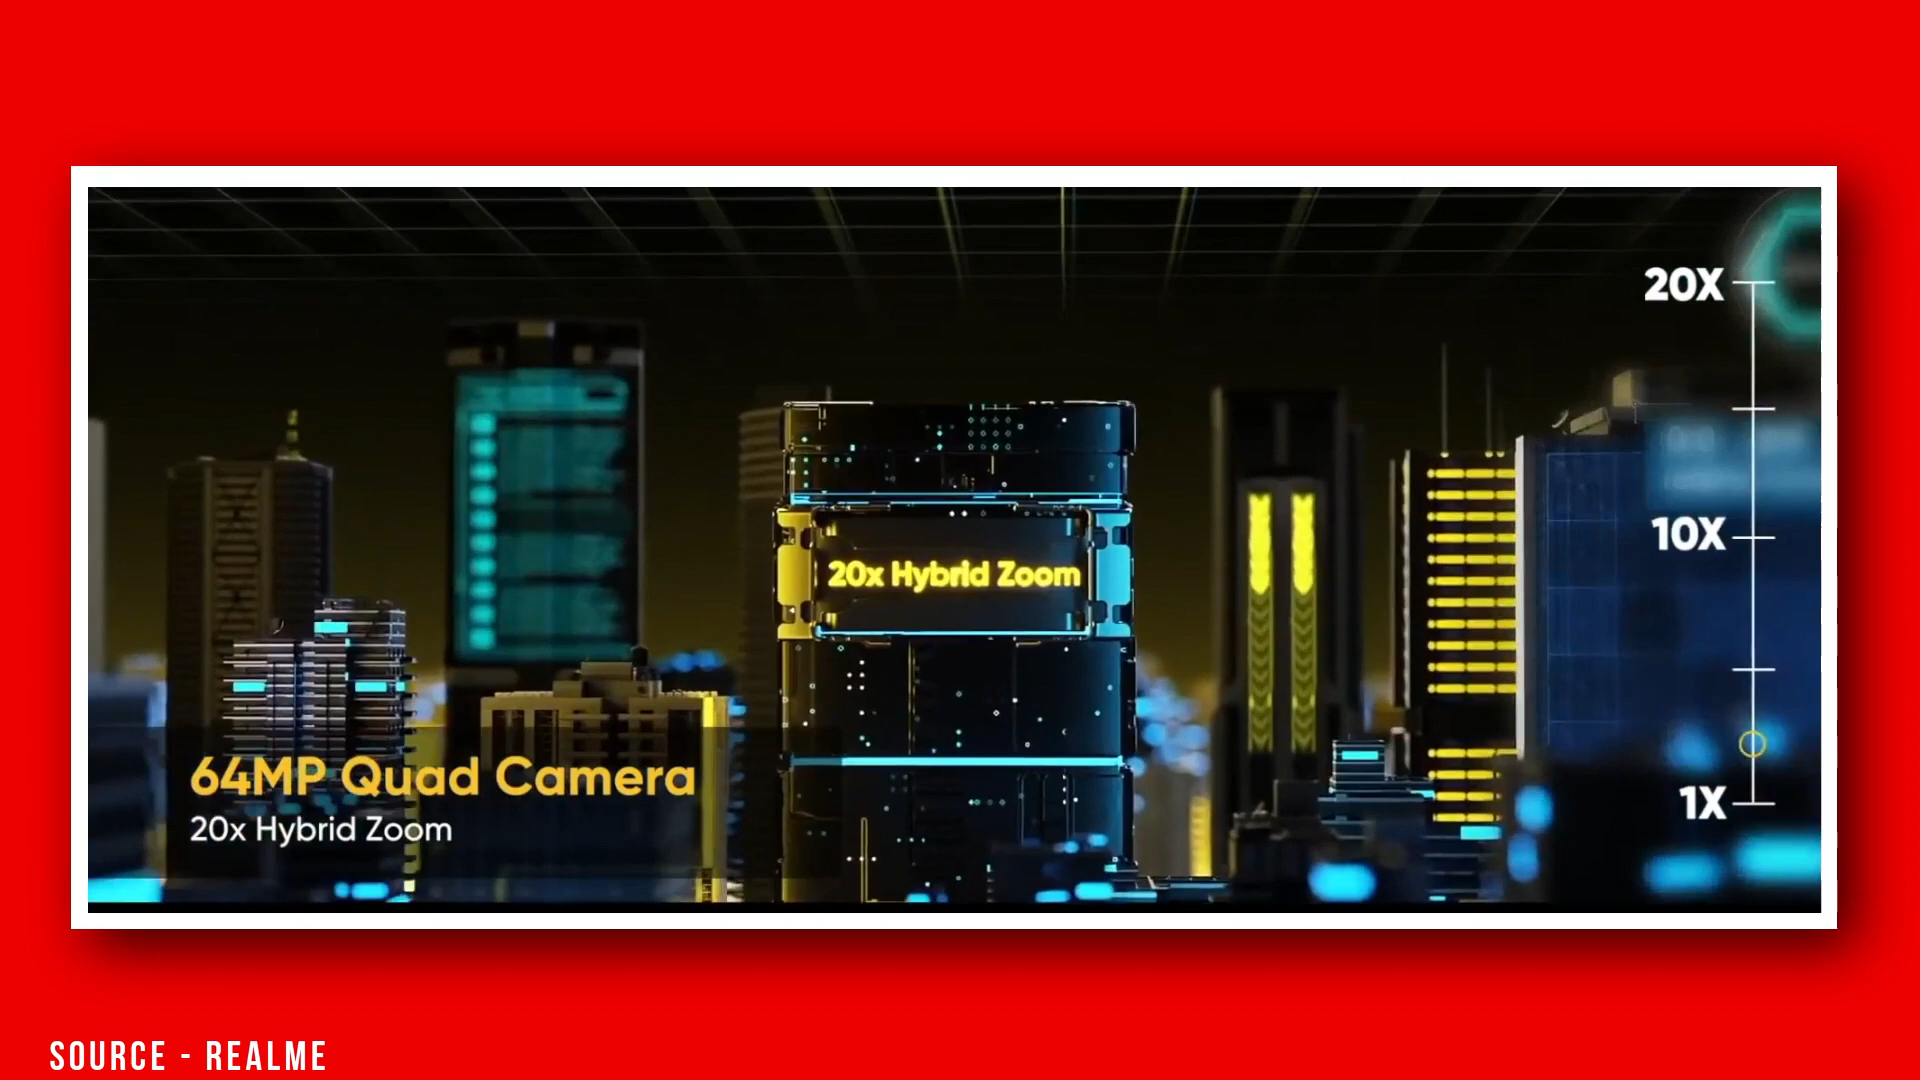 20X
10X
20x Hybrid Zoom
64MP Quad Camera
20x Hybrid Zoom
1X
SOURCE - REALME